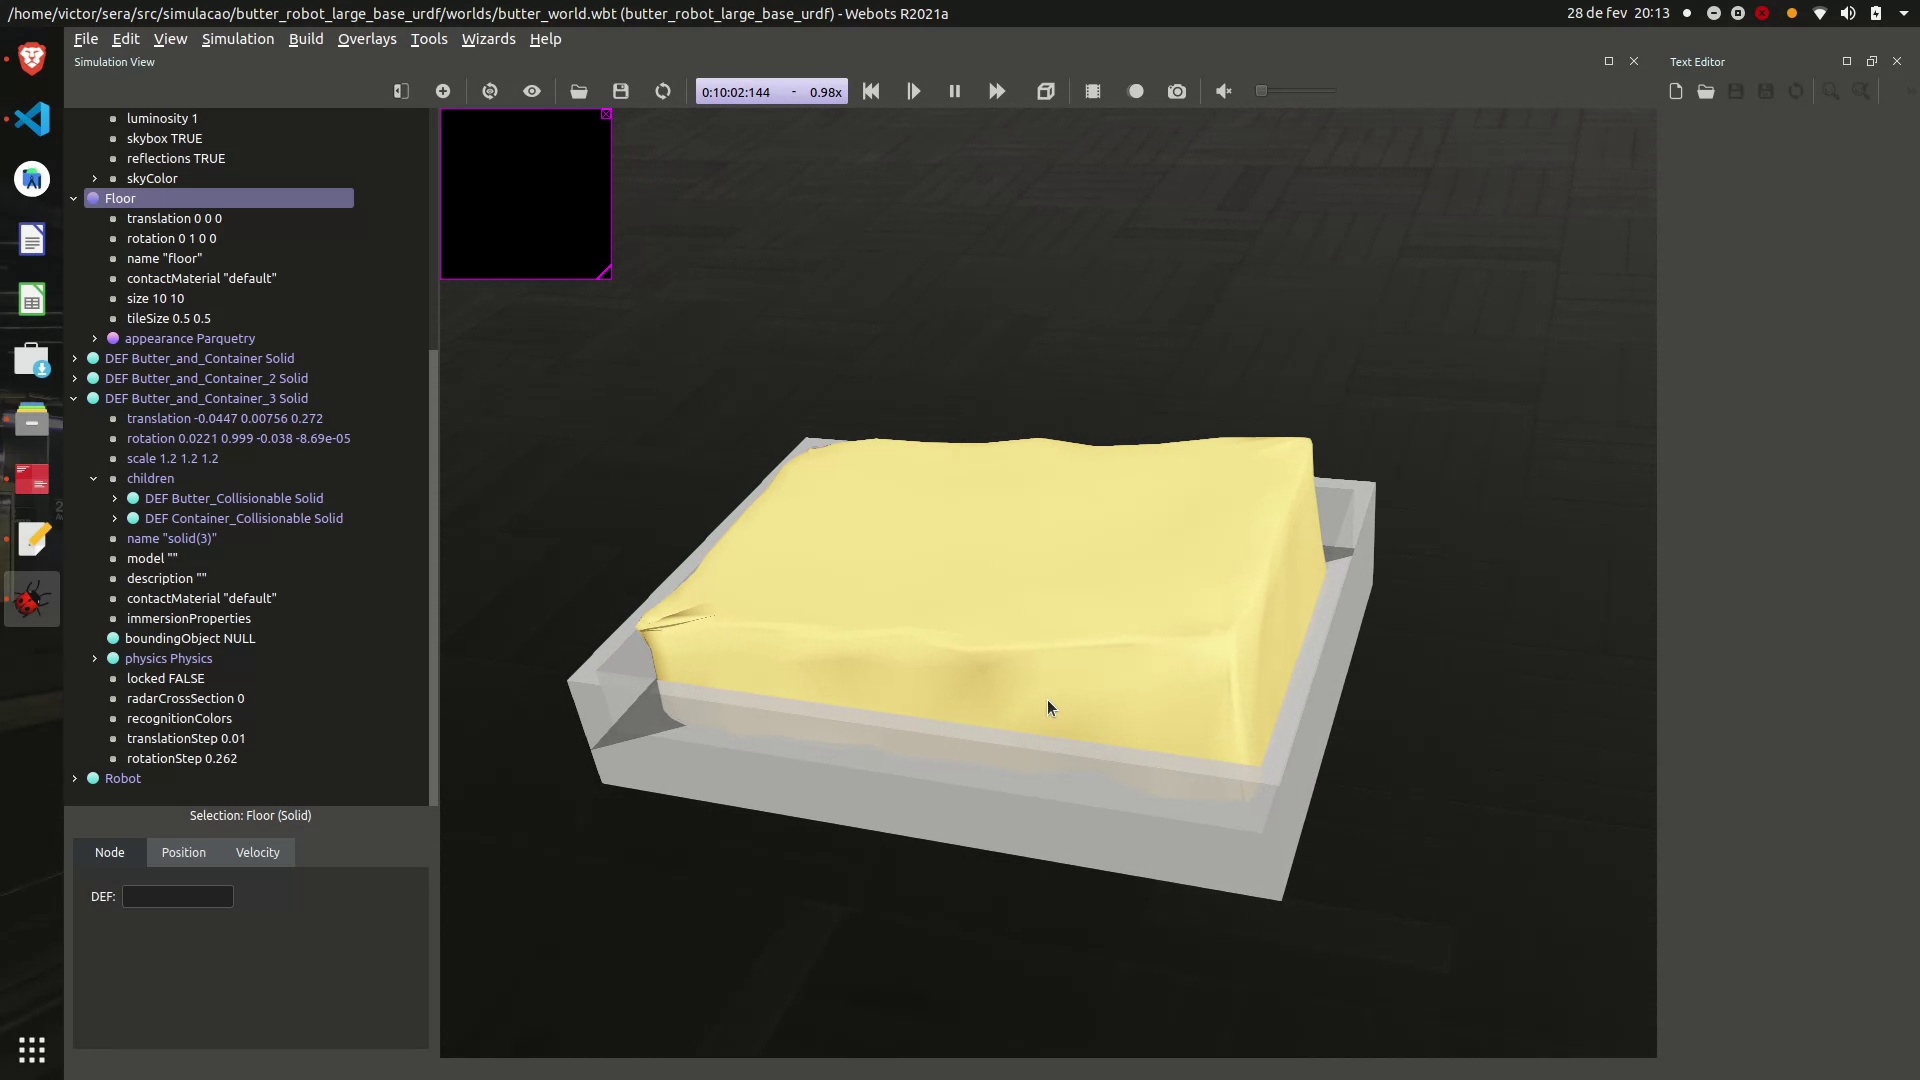 /home/victor/sera/src/simulacao/butter_robot_large_base_urdf/worlds/butter_world.wbt (butter_robot_large_base_urdf) - Webots R2021a
28 de fev 20:13
File Edit View Simulation Build Overlays Tools Wizards Help
Simulation View
Text Editor
0:10:02:144 - 0.98x
luminosity 1
skybox TRUE
reflections TRUE
skyColor
Floor
translation 0 0 0
rotation 0 1 0 0
name "floor"
contactMaterial "default"
size 10 10
tileSize 0.5 0.5
appearance Parquetry
DEF Butter_and_Container Solid
DEF Butter_and_Container_2 Solid
DEF Butter_and_Container_3 Solid
translation -0.0447 0.00756 0.272
rotation 0.0221 0.999 -0.038 -8.69e-05
scale 1.2 1.2 1.2
children
DEF Butter_Collisionable Solid
DEF Container_Collisionable Solid
name "solid(3)"
model ""
description ""
contactMaterial "default"
immersionProperties
boundingObject NULL
physics Physics
locked FALSE
radarCrossSection 0
recognitionColors
translationStep 0.01
rotationStep 0.262
Robot
Selection: Floor (Solid)
Node Position Velocity
DEF: